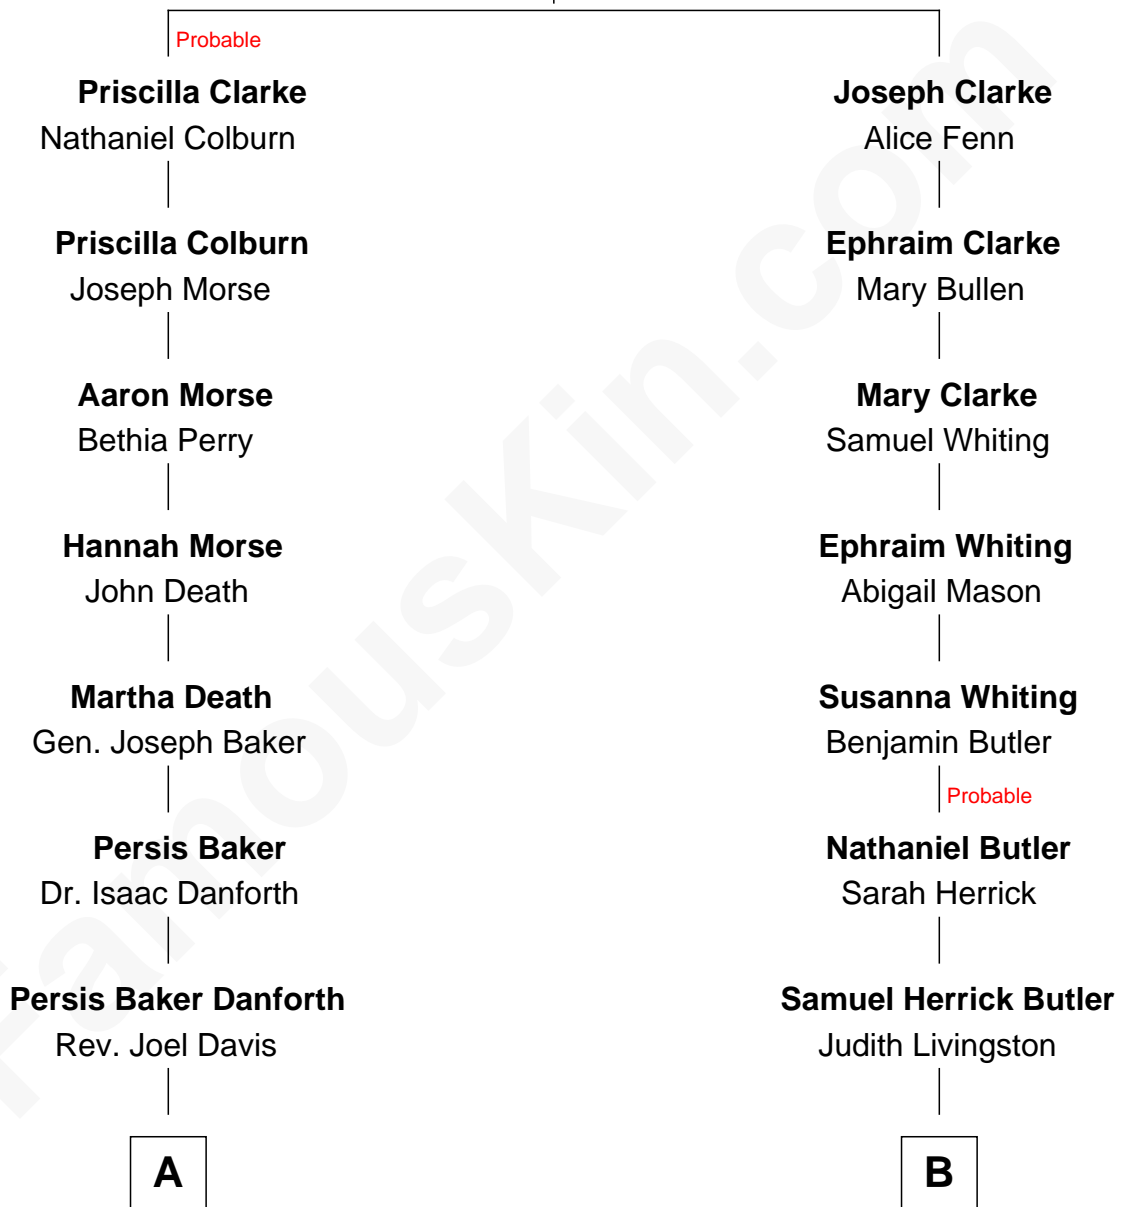 Probable
Priscilla Clarke
Nathaniel Colburn
Joseph Clarke
Alice Fenn
Priscilla Colburn
Joseph Morse
Ephraim Clarke
Mary Bullen
Aaron Morse
Bethia Perry
Mary Clarke
Samuel Whiting
Hannah Morse
John Death
Ephraim Whiting
Abigail Mason
Martha Death
Gen. Joseph Baker
Susanna Whiting
Benjamin Butler
Probable
Persis Baker
Dr. Isaac Danforth
Nathaniel Butler
Sarah Herrick
Persis Baker Danforth
Rev. Joel Davis
Samuel Herrick Butler
Judith Livingston
A
B
FamousKin.com